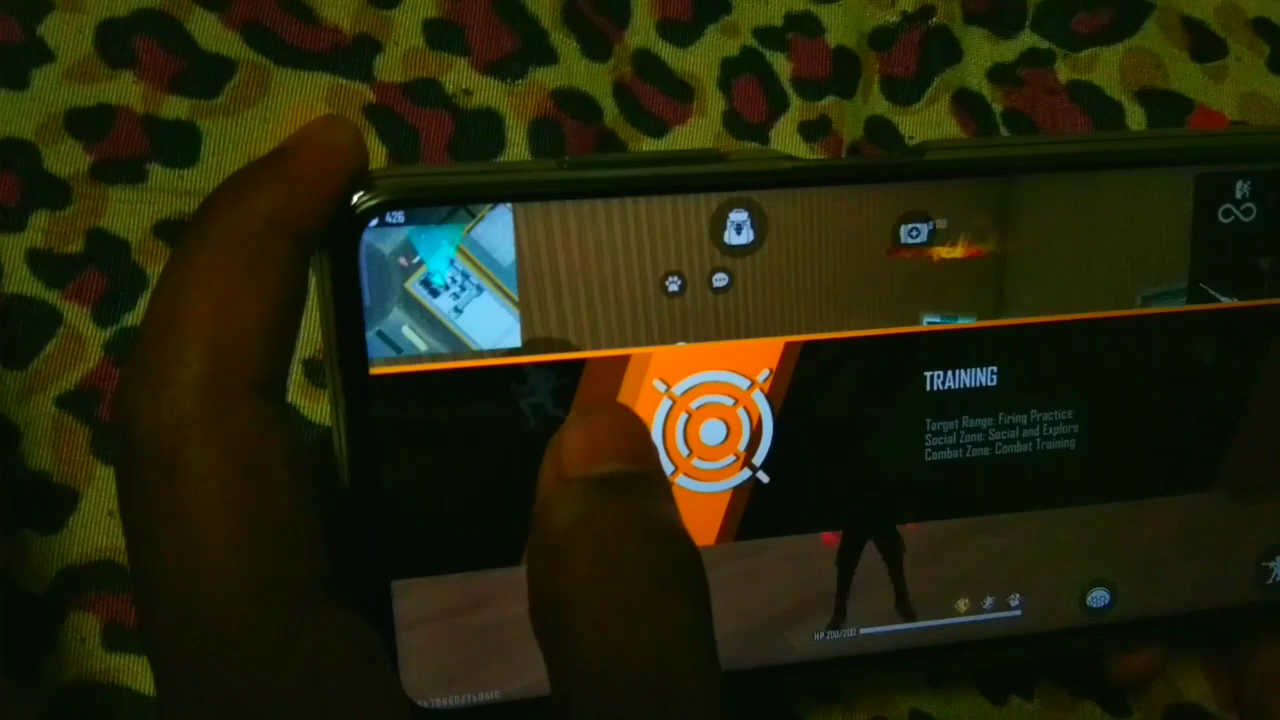 426
TRAINING
Target Range: Firing Practice
Social Zone: Social and Explore
Combat Zone: Combat Training
HP 200/200